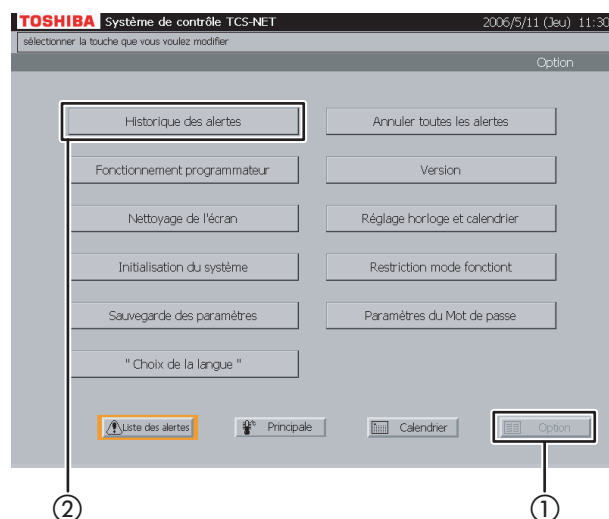 TOSHIBA Système de contrôle TCS-NET 2006/5/11 (Jeu) 11:30
sélectionner la touche que vous voulez modifier
Option
Historique des alertes Annuler toutes les alertes
Fonctionnement programmateur Version
Nettoyage de l'écran Réglage horloge et calendrier
Initialisation du système Restriction mode fonctiont
Sauvegarde des paramètres Paramètres du Mot de passe
" Choix de la langue "
Liste des alertes Principale Calendrier Option
② ①